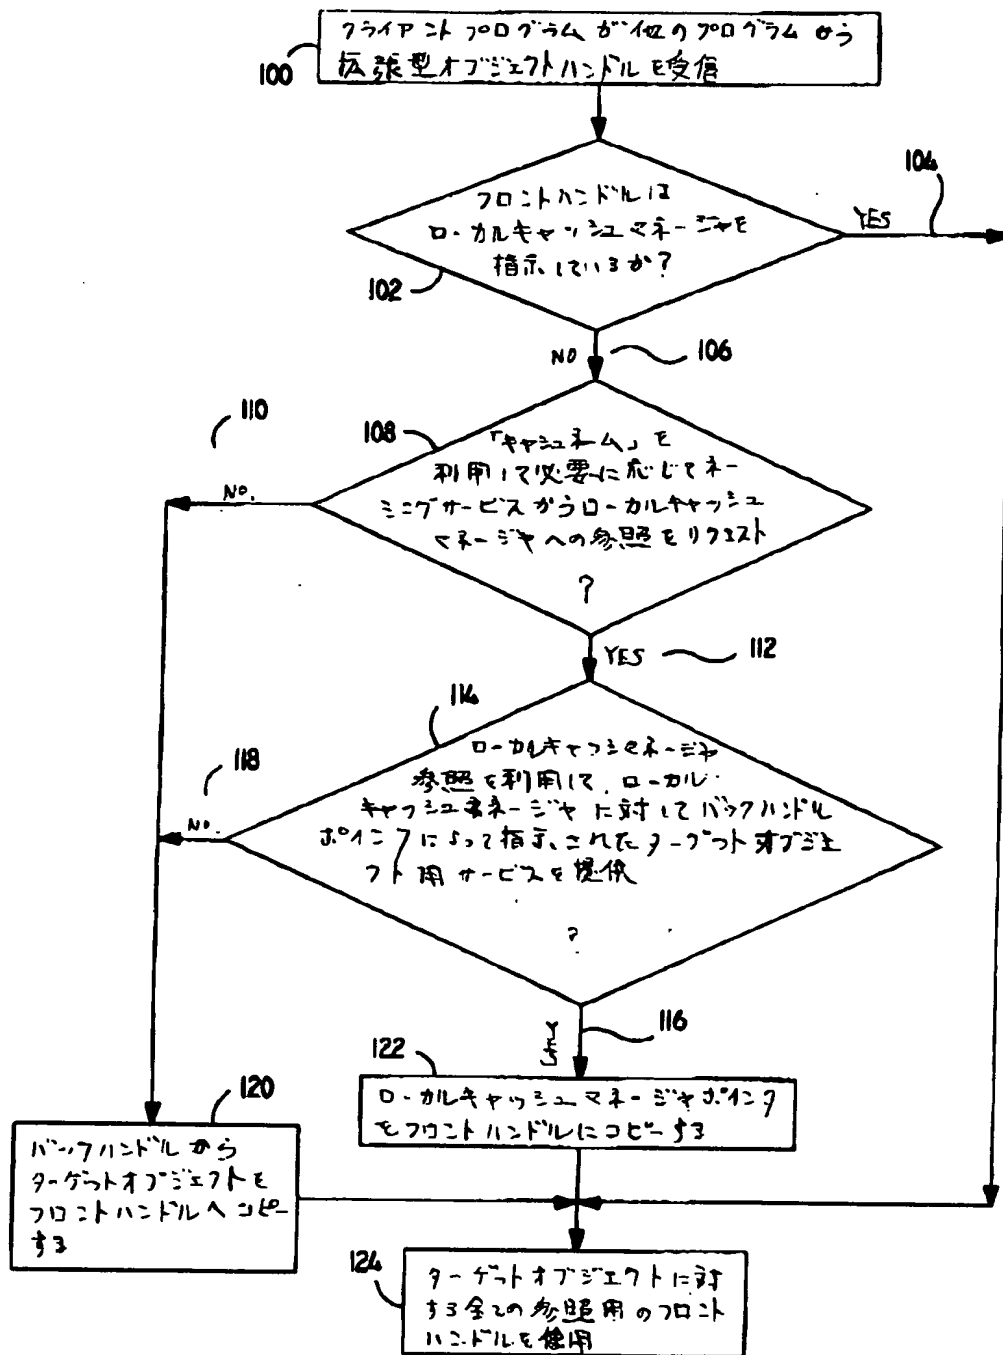 クライアントプログラムが他のプログラムから
拡張型オブジェクトハンドルを受信
100
104
フロントハンドルは
ローカルキャッシュマネージャを
指示しているか?
YES
102
NO
106
110
108
「キャシュネーム」を
利用して必要に応じてネー
ミングサービスからローカルキャッシュ
マネージャへの参照をリクエスト
?
NO.
YES
112
114
118
ローカルキャッシマネージャ
参照を利用して、ローカル
キャッシュマネージャに対してバックハンドル
ポインタによって指示されたターゲットオブジェ
クト用サービスを提供
?
NO.
YES
116
122
ローカルキャッシュマネージャポインタ
をフロントハンドルにコピーする
120
バックハンドルから
ターゲットオブジェクトを
フロントハンドルへコピー
する
124
ターゲットオブジェクトに対
する全ての参照用のフロント
ハンドルを使用